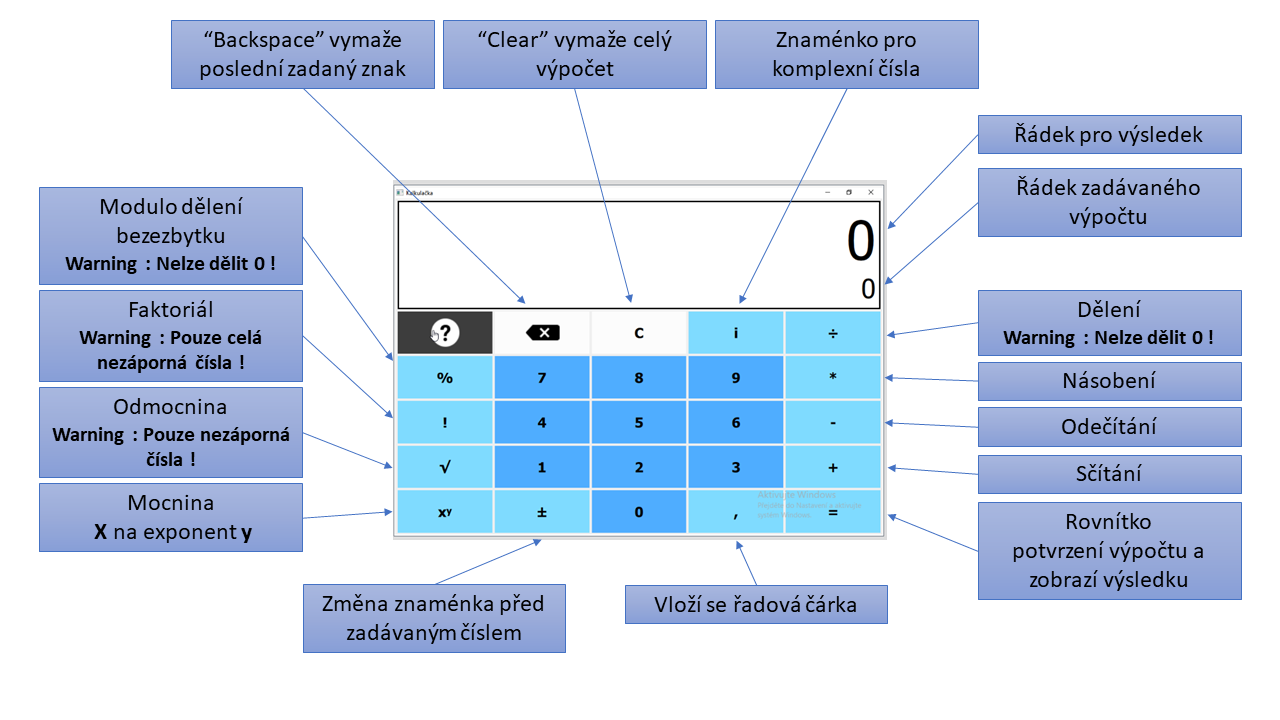 “Backspace” vymaže
poslední zadaný znak
“Clear” vymaže celý
výpočet
Znaménko pro
komplexní čísla
Řádek pro výsledek
Řádek zadávaného
výpočtu
Modulo dělení
bezezbytku
Warning : Nelze dělit 0 !
Faktoriál
Warning : Pouze celá
nezáporná čísla !
Odmocnina
Warning : Pouze nezáporná
čísla !
Mocnina
X na exponent y
Kalkulačka
0
0
? C i ÷
% 7 8 9 *
! 4 5 6 -
√ 1 2 3 +
xʸ ± 0 , =
Aktivujte Windows
Dělení
Warning : Nelze dělit 0 !
Násobení
Odečítání
Sčítání
Rovnítko
potvrzení výpočtu a
zobrazí výsledku
Změna znaménka před
zadávaným číslem
Vloží se řadová čárka